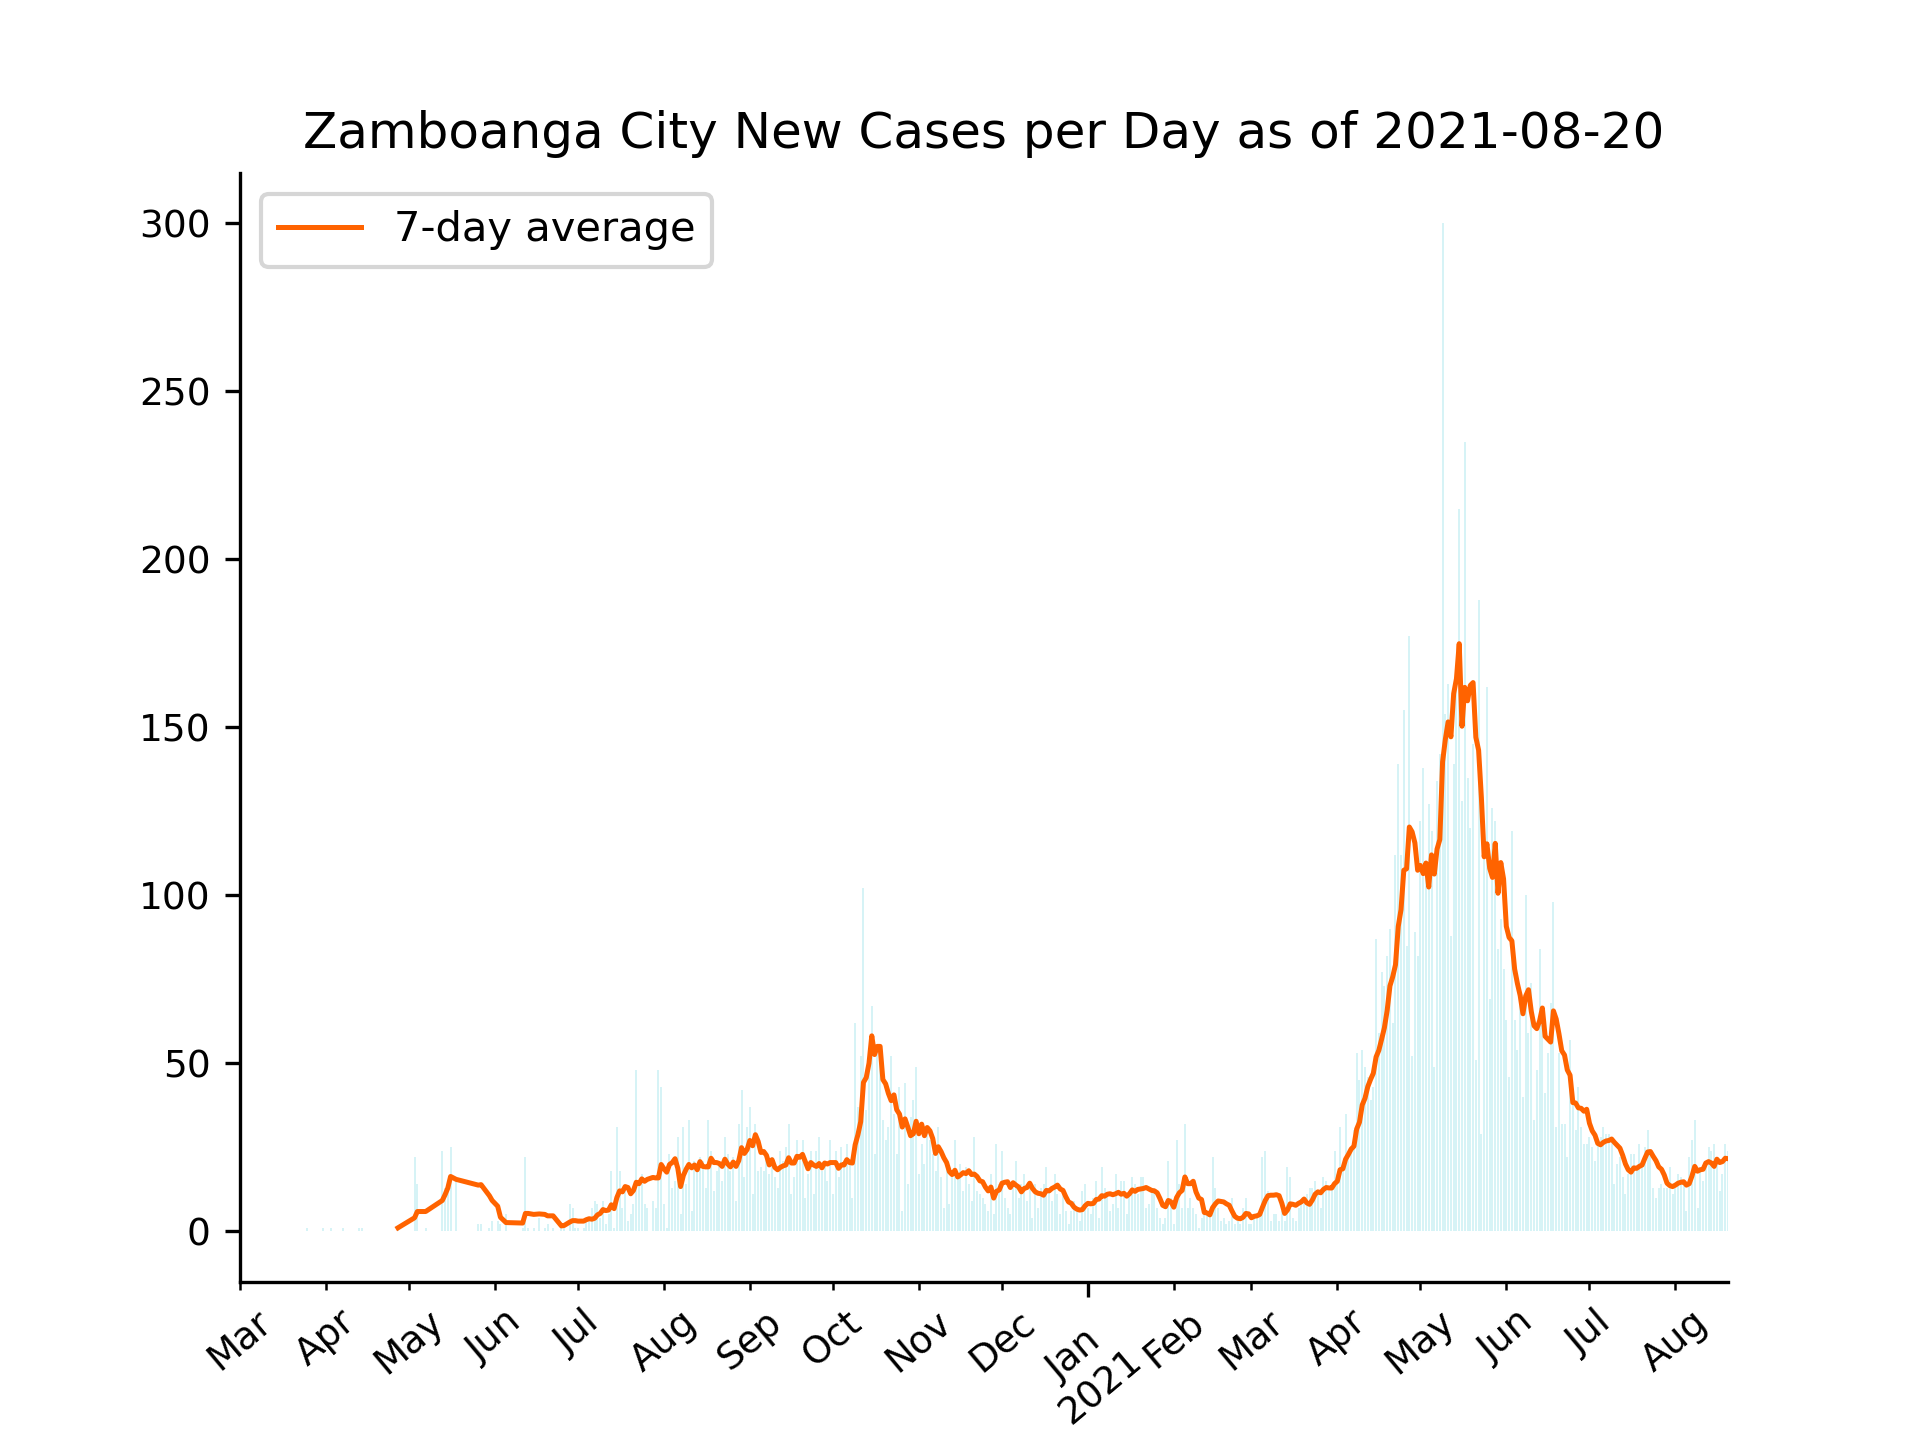 Zamboanga City New Cases per Day as of 2021-08-20
7-day average
300
250
200
150
100
50
0
Mar Apr May Jun Jul Aug Sep Oct Nov Dec Jan Feb Mar Apr May Jun Jul Aug
2021